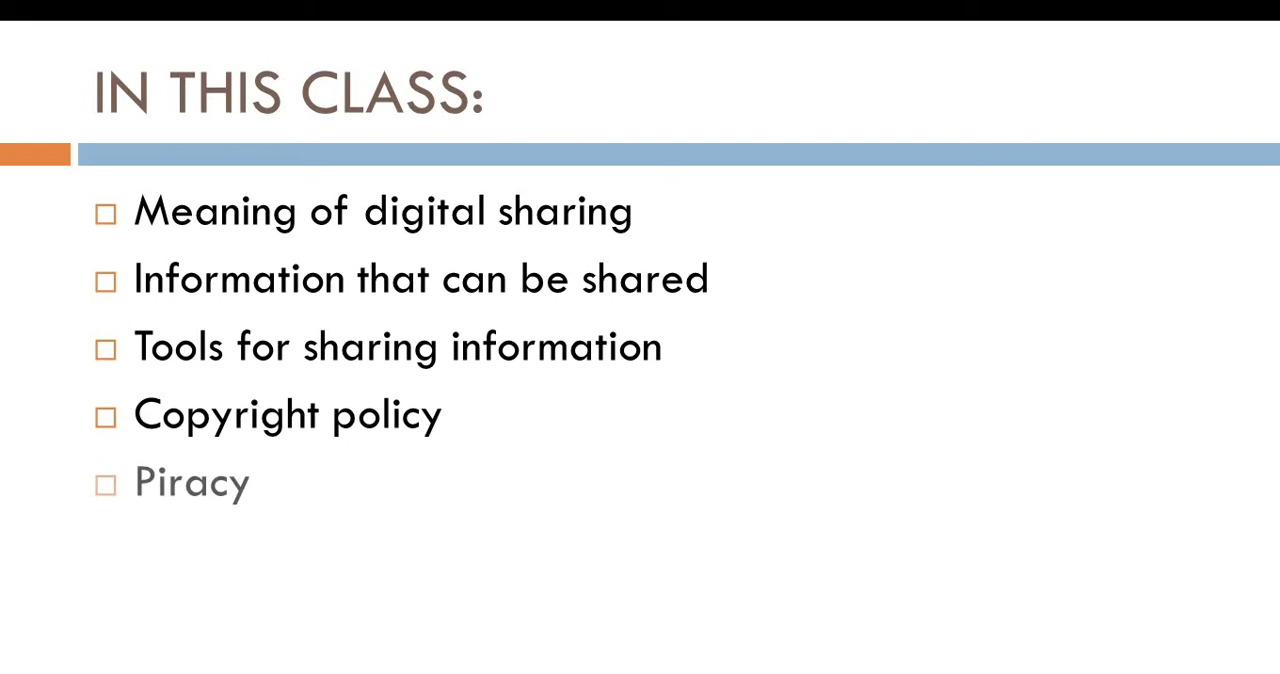 IN THIS CLASS:
Meaning of digital sharing
Information that can be shared
Tools for sharing information
Copyright policy
Piracy